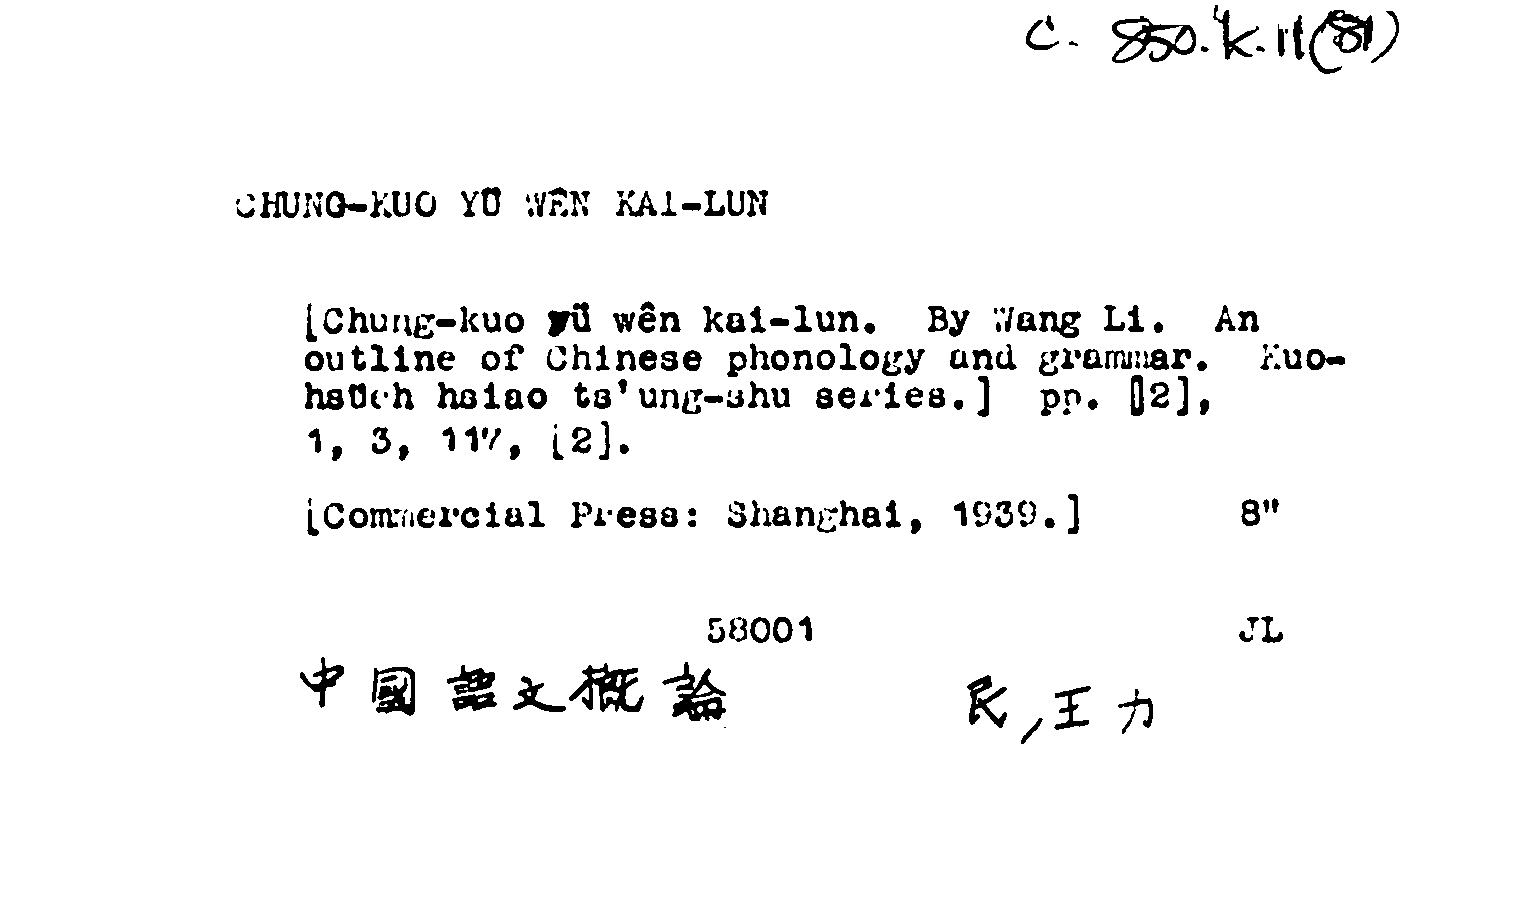 C. 850.k.11(81)
CHUNG-KUO YÜ WÊN KAI-LUN
[Chung-kuo yü wên kai-lun. By Wang Li. An
outline of Chinese phonology and grammar. Kuo-
hsüeh hsiao ts'ung-shu series.] pp. [2],
1, 3, 117, [2].
[Commercial Press: Shanghai, 1939.] 8"
58001 JL
中國語文概論 民,王力